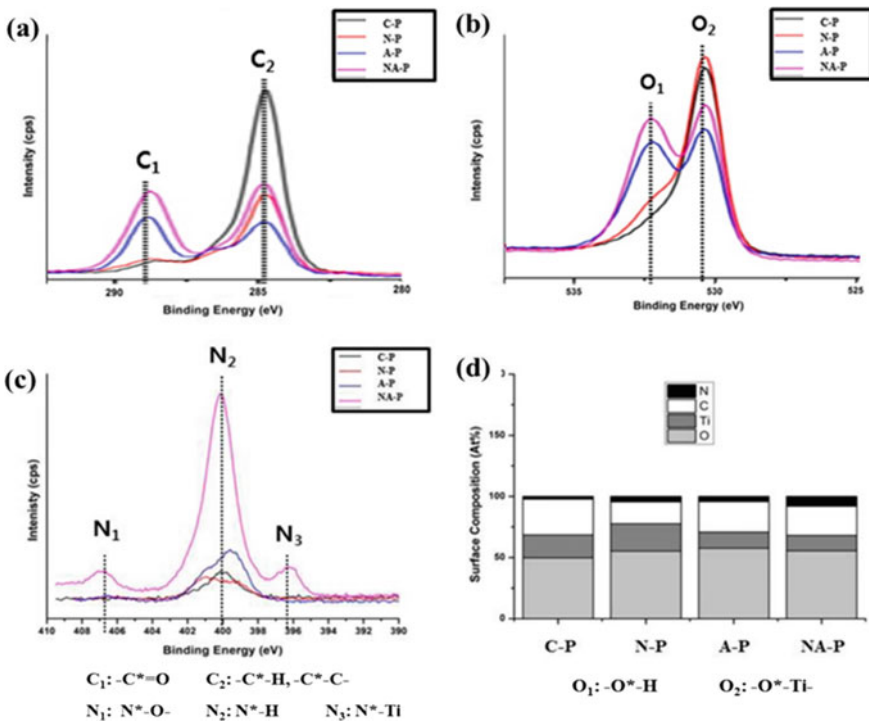 (a)
C-P
N-P
A-P
NA-P
C₁
C₂
Intensity (cps)
290
285
280
Binding Energy (eV)
(b)
C-P
N-P
A-P
NA-P
O₁
O₂
Intensity (cps)
535
530
525
Binding Energy (eV)
(c)
C-P
N-P
A-P
NA-P
N₁
N₂
N₃
Intenisty (cps)
410
408
406
404
402
400
398
396
394
392
390
Binding Energy (eV)
C₁: -C*=O C₂: -C*-H, -C*-C-
N₁: N*-O- N₂: N*-H N₃: N*-Ti
(d)
N
C
Ti
O
Surface Composition (At%)
150
100
50
0
C-P
N-P
A-P
NA-P
O₁: -O*-H O₂: -O*-Ti-